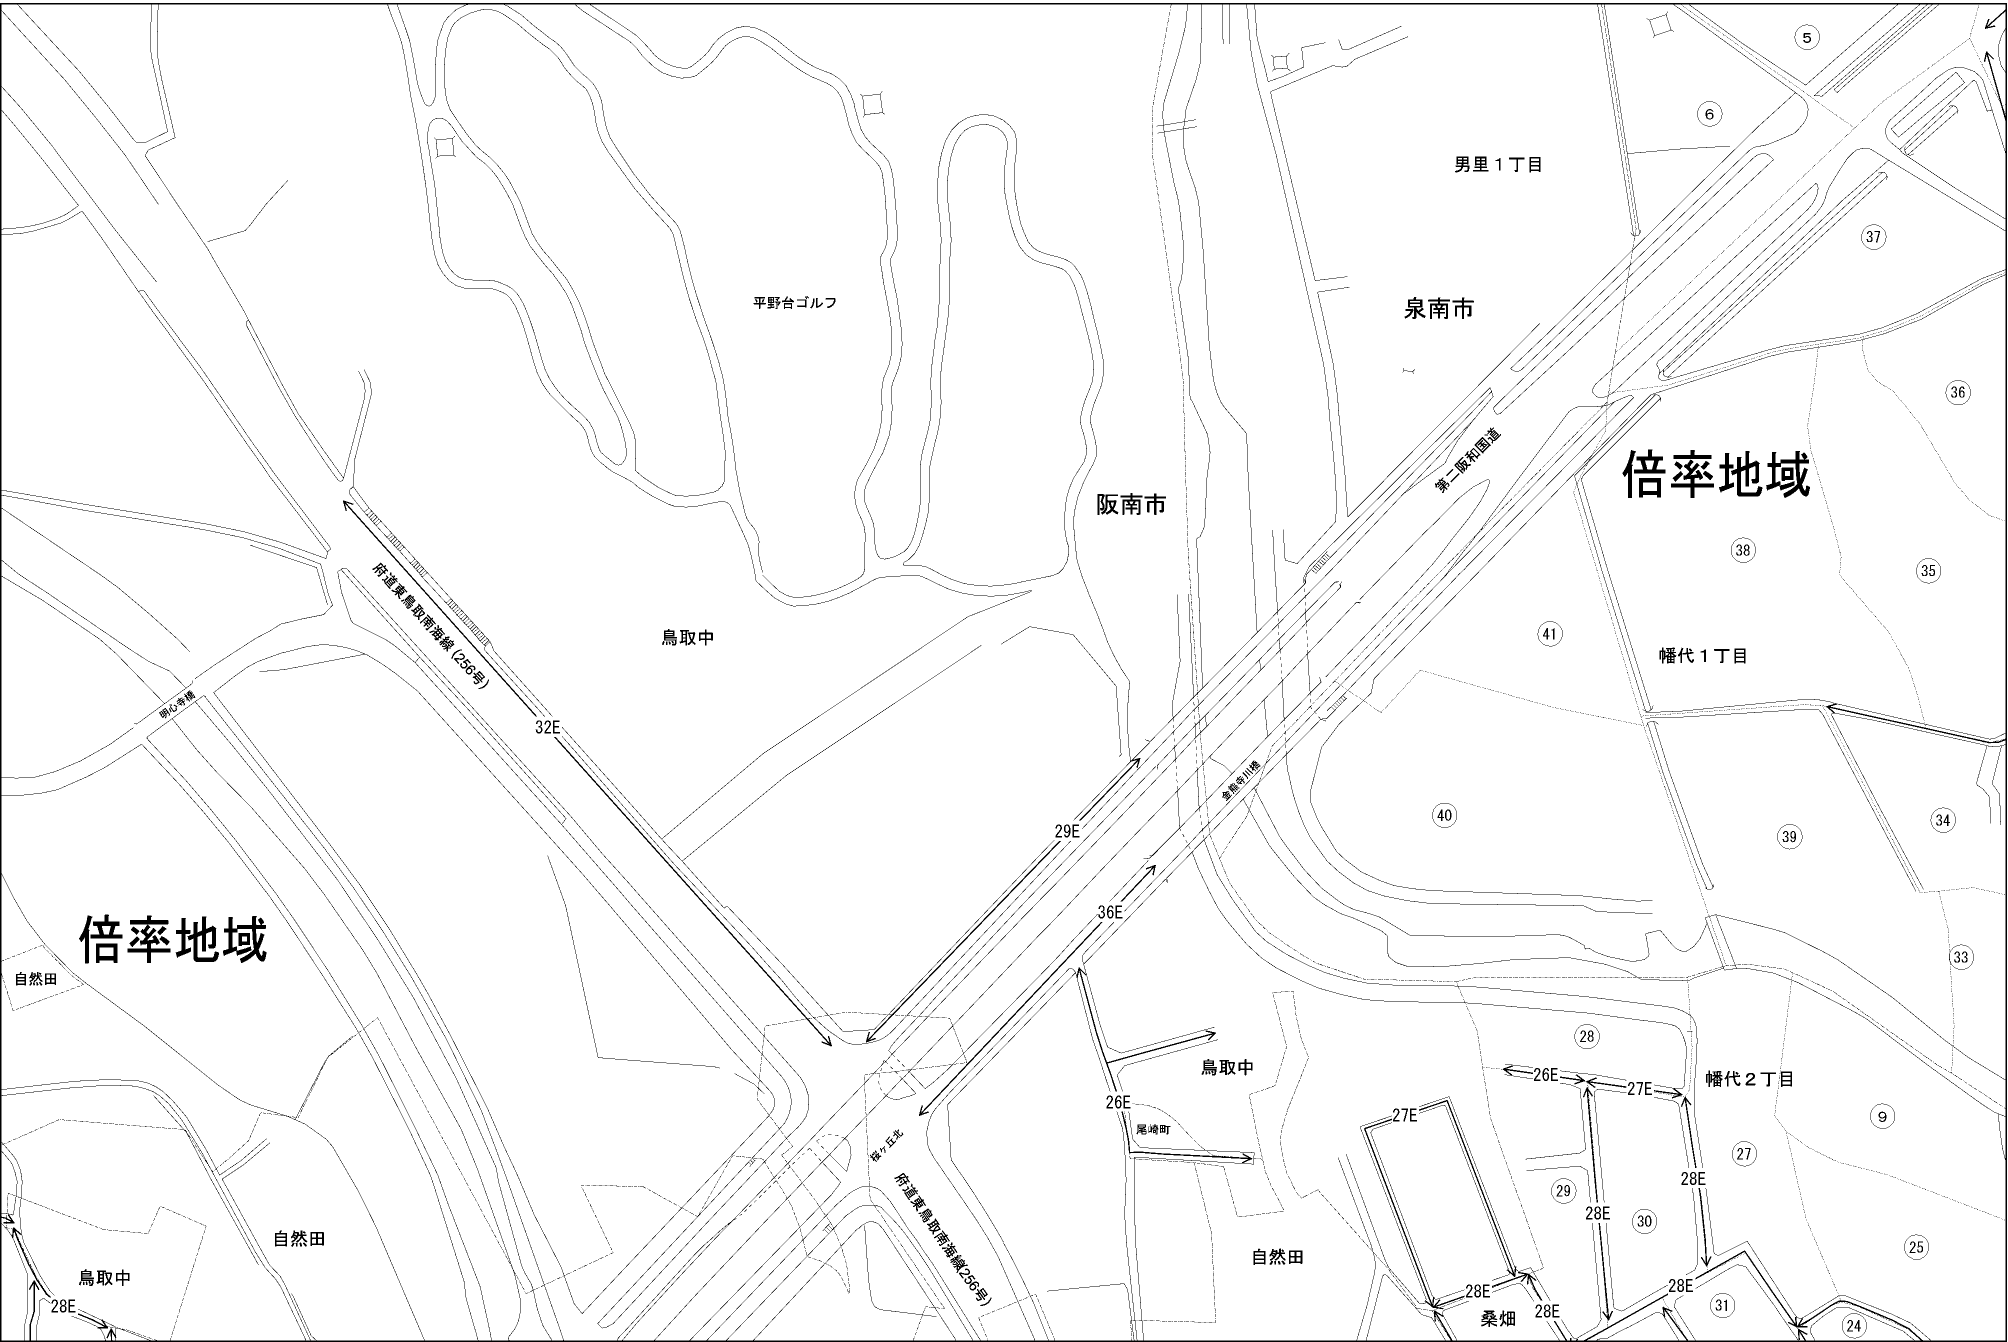 5
6
男里1丁目
37
平野台ゴルフ
泉南市
36
第二阪和国道
倍率地域
阪南市
38
35
府道東鳥取南海線(256号)
鳥取中
41
幡代1丁目
明心寺橋
32E
金熊寺川橋
29E
40
39
34
36E
倍率地域
自然田
33
鳥取中
28
26E
27E
幡代2丁目
26E
尾崎町
27E
9
桜ヶ丘北
27
28E
29
28E
30
府道東鳥取南海線(256号)
自然田
自然田
25
鳥取中
28E
28E
28E
28E
桑畑
31
24